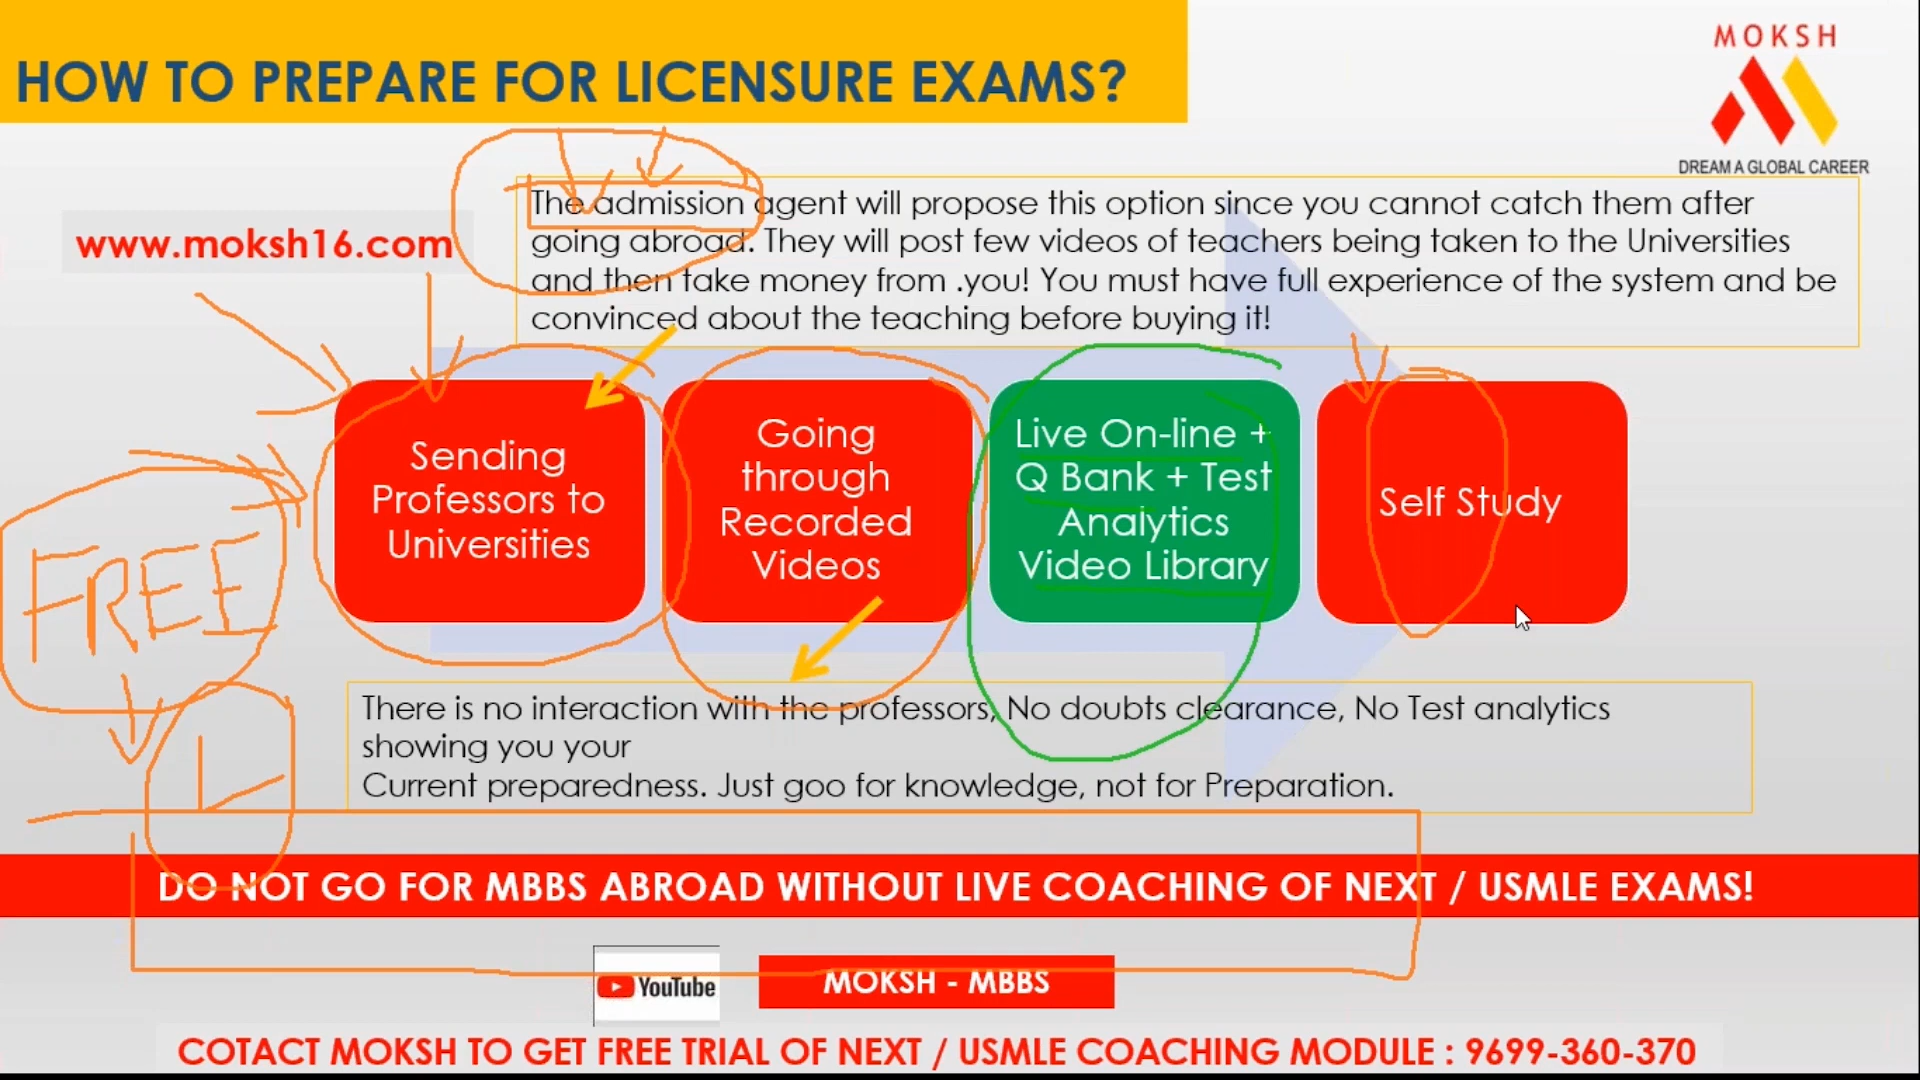 HOW TO PREPARE FOR LICENSURE EXAMS?
MOKSH
DREAM A GLOBAL CAREER
www.moksh16.com
The admission agent will propose this option since you cannot catch them after
going abroad. They will post few videos of teachers being taken to the Universities
and then take money from .you! You must have full experience of the system and be
convinced about the teaching before buying it!
Sending
Professors to
Universities
Going
through
Recorded
Videos
Live On-line +
Q Bank + Test
Analytics
Video Library
Self Study
FREE
There is no interaction with the professors, No doubts clearance, No Test analytics
showing you your
Current preparedness. Just goo for knowledge, not for Preparation.
DO NOT GO FOR MBBS ABROAD WITHOUT LIVE COACHING OF NEXT / USMLE EXAMS!
YouTube
MOKSH - MBBS
COTACT MOKSH TO GET FREE TRIAL OF NEXT / USMLE COACHING MODULE : 9699-360-370